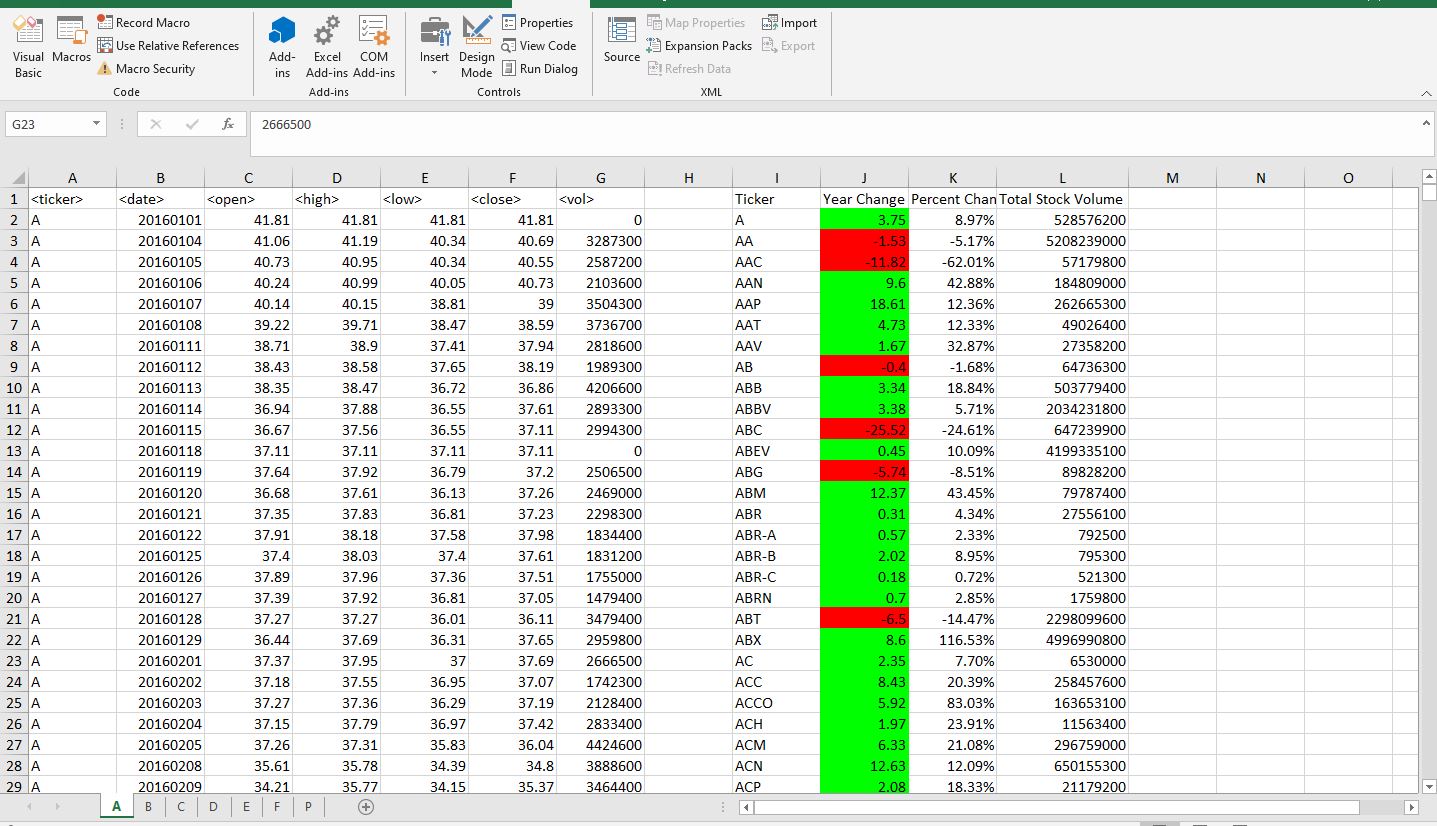 Record Macro
Properties
Map Properties Import
Use Relative References
View Code
Expansion Packs Export
Visual Basic Macros
Add-ins Excel Add-ins COM Add-ins
Insert Design Mode
Source
Macro Security
Run Dialog
Refresh Data
Code Add-ins Controls XML
G23 fx 2666500
A B C D E F G H I J K L M N O
1 <ticker> <date> <open> <high> <low> <close> <vol> Ticker Year Change Percent Chan Total Stock Volume
2 A 20160101 41.81 41.81 41.81 41.81 0 A 3.75 8.97% 528576200
3 A 20160104 41.06 41.19 40.34 40.69 3287300 AA -1.53 -5.17% 5208239000
4 A 20160105 40.73 40.95 40.34 40.55 2587200 AAC -11.82 -62.01% 57179800
5 A 20160106 40.24 40.99 40.05 40.73 2103600 AAN 9.6 42.88% 184809000
6 A 20160107 40.14 40.15 38.81 39 3504300 AAP 18.61 12.36% 262665300
7 A 20160108 39.22 39.71 38.47 38.59 3736700 AAT 4.73 12.33% 49026400
8 A 20160111 38.71 38.9 37.41 37.94 2818600 AAV 1.67 32.87% 27358200
9 A 20160112 38.43 38.58 37.65 38.19 1989300 AB -0.4 -1.68% 64736300
10 A 20160113 38.35 38.47 36.72 36.86 4206600 ABB 3.34 18.84% 503779400
11 A 20160114 36.94 37.88 36.55 37.61 2893300 ABBV 3.38 5.71% 2034231800
12 A 20160115 36.67 37.56 36.55 37.11 2994300 ABC -25.52 -24.61% 647239900
13 A 20160118 37.11 37.11 37.11 37.11 0 ABEV 0.45 10.09% 4199335100
14 A 20160119 37.64 37.92 36.79 37.2 2506500 ABG -5.74 -8.51% 89828200
15 A 20160120 36.68 37.61 36.13 37.26 2469000 ABM 12.37 43.45% 79787400
16 A 20160121 37.35 37.83 36.81 37.23 2298300 ABR 0.31 4.34% 27556100
17 A 20160122 37.91 38.18 37.58 37.98 1834400 ABR-A 0.57 2.33% 792500
18 A 20160125 37.4 38.03 37.4 37.61 1831200 ABR-B 2.02 8.95% 795300
19 A 20160126 37.89 37.96 37.36 37.51 1755000 ABR-C 0.18 0.72% 521300
20 A 20160127 37.39 37.92 36.81 37.05 1479400 ABRN 0.7 2.85% 1759800
21 A 20160128 37.27 37.27 36.01 36.11 3479400 ABT -6.5 -14.47% 2298099600
22 A 20160129 36.44 37.69 36.31 37.65 2959800 ABX 8.6 116.53% 4996990800
23 A 20160201 37.37 37.95 37 37.69 2666500 AC 2.35 7.70% 6530000
24 A 20160202 37.18 37.55 36.95 37.07 1742300 ACC 8.43 20.39% 258457600
25 A 20160203 37.27 37.36 36.29 37.19 2128400 ACCO 5.92 83.03% 163653100
26 A 20160204 37.15 37.79 36.97 37.42 2833400 ACH 1.97 23.91% 11563400
27 A 20160205 37.26 37.31 35.83 36.04 4424600 ACM 6.33 21.08% 296759000
28 A 20160208 35.61 35.78 34.39 34.8 3888600 ACN 12.63 12.09% 650155300
29 A 20160209 34.21 35.77 34.15 35.37 3464400 ACP 2.08 18.33% 21179200
A B C D E F P